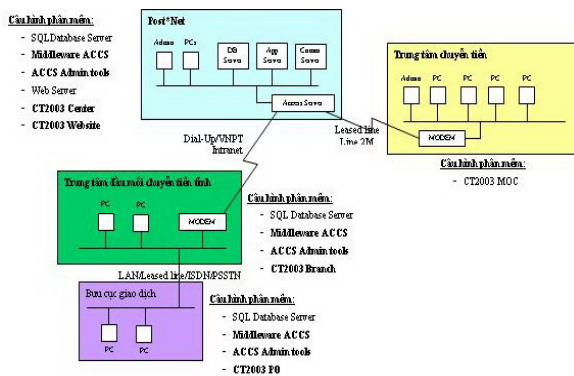 Cấu hình phần mềm:
- SQLDatabase Server
- Middleware ACCS
- ACCS Admin tools
- Web Server
- CT2003 Center
- CT2003 Website
Post*Net
Admin
PCs
DB Serve
App Serve
Comm Serve
Access Serve
Trung tâm chuyển tiền
Admin
PC
PC
PC
PC
MODEM
Dial-Up/VNPT
Intranet
Leased line
Line 2M
Cấu hình phần mềm:
- CT2003 MOC
Trung tâm đầu mối chuyển tiền tỉnh
PC
PC
MODEM
Cấu hình phần mềm:
- SQL Database Server
- Middleware ACCS
- ACCS Admin tools
- CT2003 Branch
LAN/Leased line/ISDN/PSSTN
Bưu cục giao dịch
PC
PC
Cấu hình phần mềm:
- SQL Database Server
- Middleware ACCS
- ACCS Admin tools
- CT2003 PO